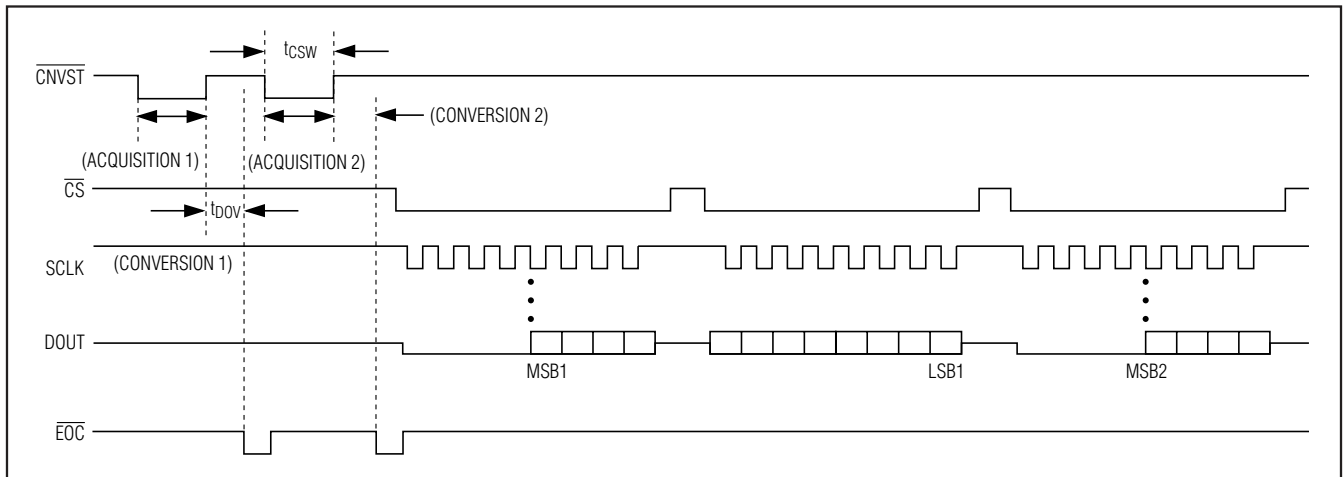 tCSW
CNVST
(CONVERSION 2)
(ACQUISITION 1)
(ACQUISITION 2)
CS
tDOV
(CONVERSION 1)
SCLK
DOUT
MSB1
LSB1
MSB2
EOC